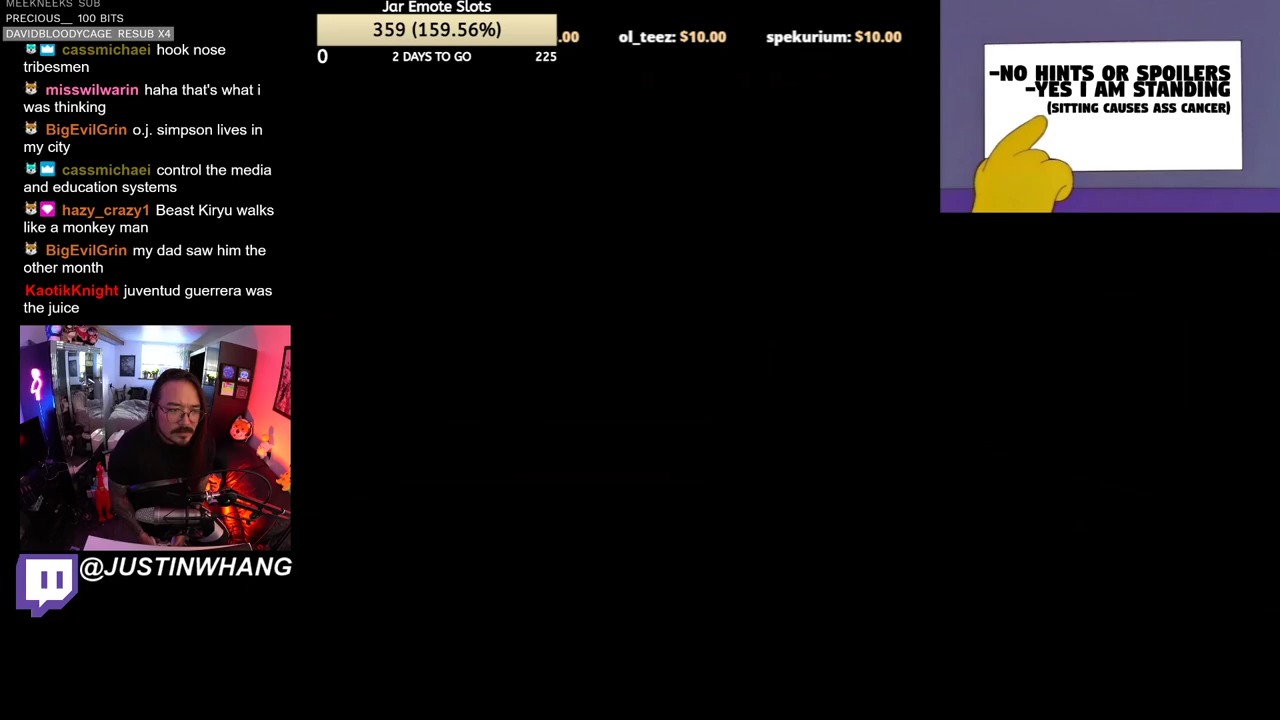 MEEKNEEKS SUB
PRECIOUS__ 100 BITS
DAVIDBLOODYCAGE RESUB X4
cassmichaei hook nose
tribesmen
misswilwarin haha that's what i
was thinking
BigEvilGrin o.j. simpson lives in
my city
cassmichaei control the media
and education systems
hazy_crazy1 Beast Kiryu walks
like a monkey man
BigEvilGrin my dad saw him the
other month
KaotikKnight juventud guerrera was
the juice
@JUSTINWHANG
Jar Emote Slots
359 (159.56%)
0 2 DAYS TO GO 225
.00 ol_teez: $10.00 spekurium: $10.00
-NO HINTS OR SPOILERS
-YES I AM STANDING
(SITTING CAUSES ASS CANCER)